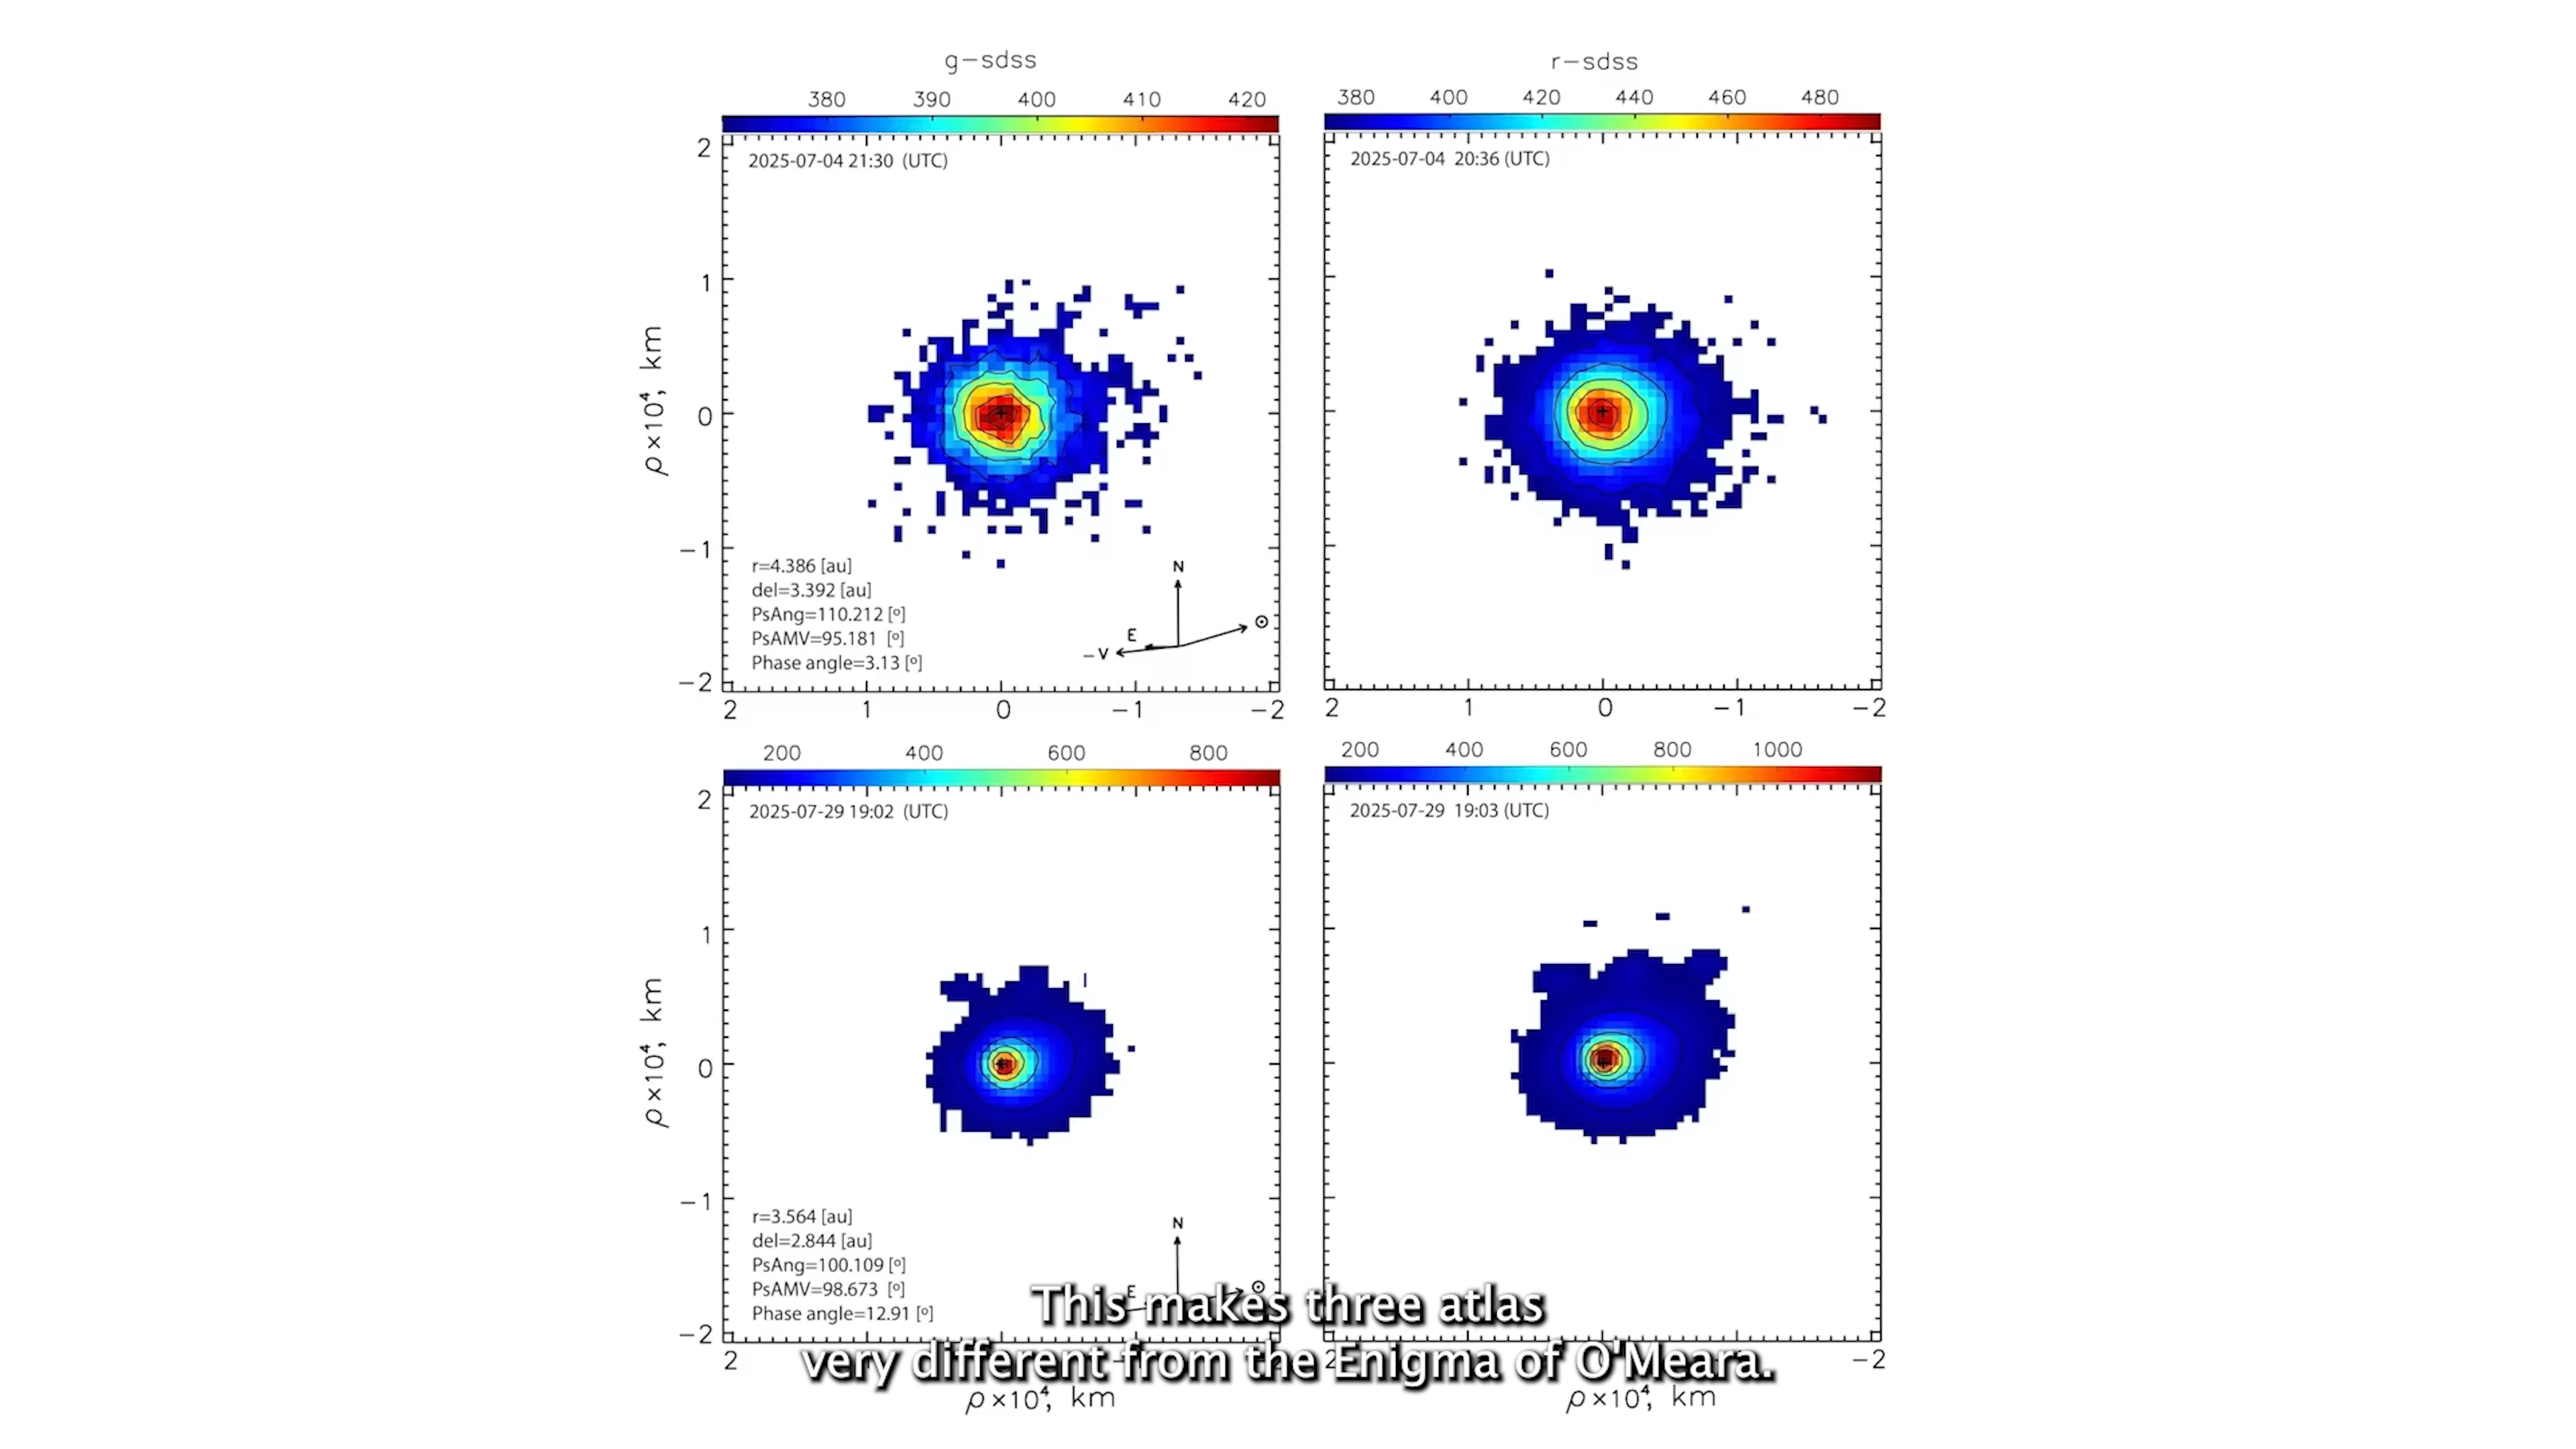 g-sdss
380 390 400 410 420
2025-07-04 21:30 (UTC)
2
1
0
-1
-2
ρ×10⁴, km
r=4.386 [au]
del=3.392 [au]
PsAng=110.212 [º]
PsAMV=95.181 [º]
Phase angle=3.13 [º]
N
E
-V
⊙
2 1 0 -1 -2
r-sdss
380 400 420 440 460 480
2025-07-04 20:36 (UTC)
2 1 0 -1 -2
200 400 600 800
2025-07-29 19:02 (UTC)
2
1
0
-1
-2
ρ×10⁴, km
r=3.564 [au]
del=2.844 [au]
PsAng=100.109 [º]
PsAMV=98.673 [º]
Phase angle=12.91 [º]
N
E
⊙
2
ρ×10⁴, km
200 400 600 800 1000
2025-07-29 19:03 (UTC)
-2
ρ×10⁴, km
This makes three atlas
very different from the Enigma of O'Meara.